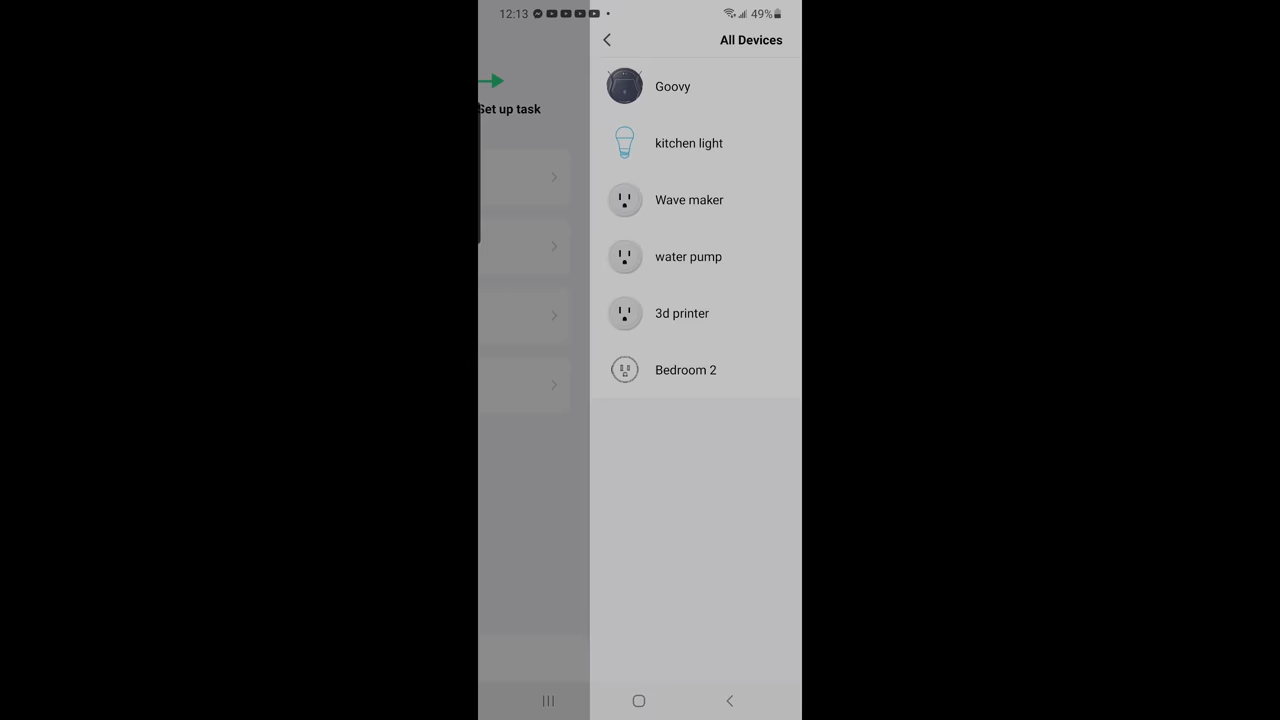 12:13
49%
All Devices
Set up task
Goovy
kitchen light
Wave maker
water pump
3d printer
Bedroom 2